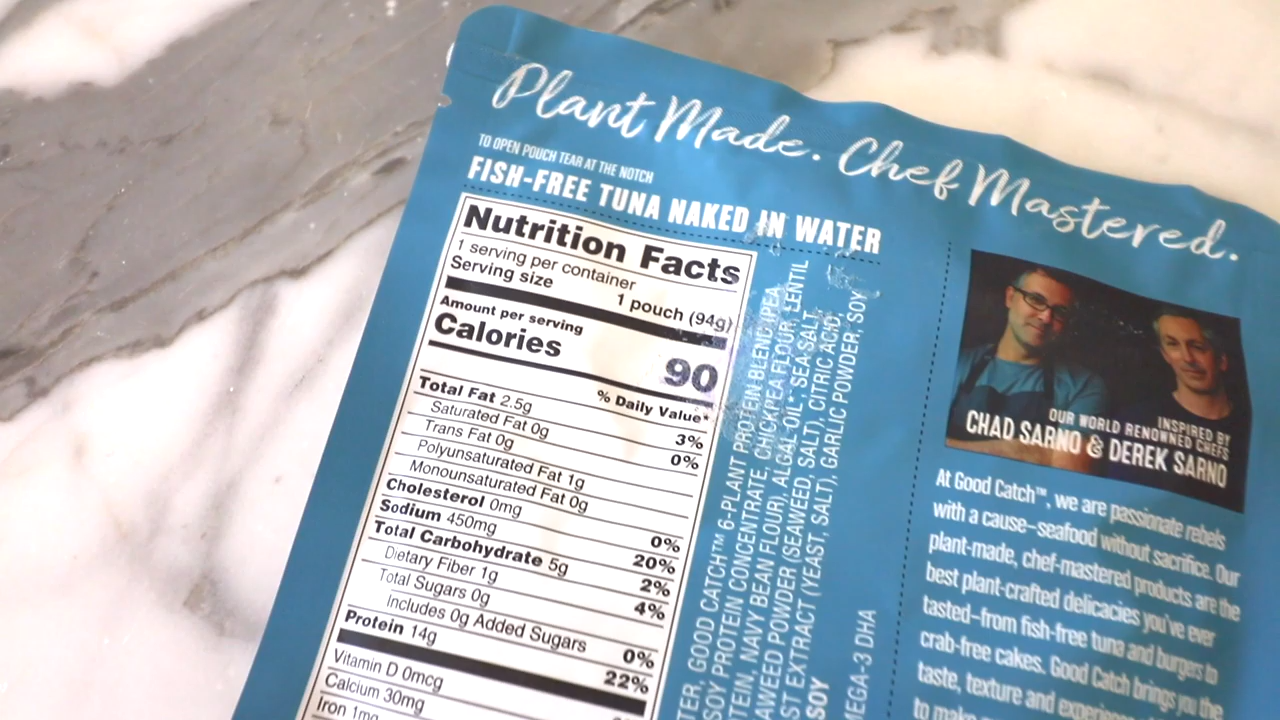 Plant Made. Chef Mastered.
TO OPEN POUCH TEAR AT THE NOTCH
FISH-FREE TUNA NAKED IN WATER
Nutrition Facts
1 serving per container
Serving size 1 pouch (94g)
Amount per serving
Calories 90
% Daily Value*
Total Fat 2.5g 3%
Saturated Fat 0g 0%
Trans Fat 0g
Polyunsaturated Fat 1g
Monounsaturated Fat 0g
Cholesterol 0mg 0%
Sodium 450mg 20%
Total Carbohydrate 5g 2%
Dietary Fiber 1g 4%
Total Sugars 0g
Includes 0g Added Sugars 0%
Protein 14g 22%
Vitamin D 0mcg
Calcium 30mg
Iron 1mg
TER, GOOD CATCH™ 6-PLANT PROTEIN BLEND (PEA
SOY PROTEIN CONCENTRATE, CHICKPEA FLOUR, LENTIL
TEIN, NAVY BEAN FLOUR), ALGAL OIL*, SEA SALT,
AWEED POWDER (SEAWEED, SALT), CITRIC ACID,
ST EXTRACT (YEAST, SALT), GARLIC POWDER, SOY
SOY
MEGA-3 DHA
INSPIRED BY
OUR WORLD RENOWNED CHEFS
CHAD SARNO & DEREK SARNO
At Good Catch™, we are passionate rebels
with a cause–seafood without sacrifice. Our
plant-made, chef-mastered products are the
best plant-crafted delicacies you've ever
tasted–from fish-free tuna and burgers to
crab-free cakes. Good Catch brings you the
taste, texture and
to make